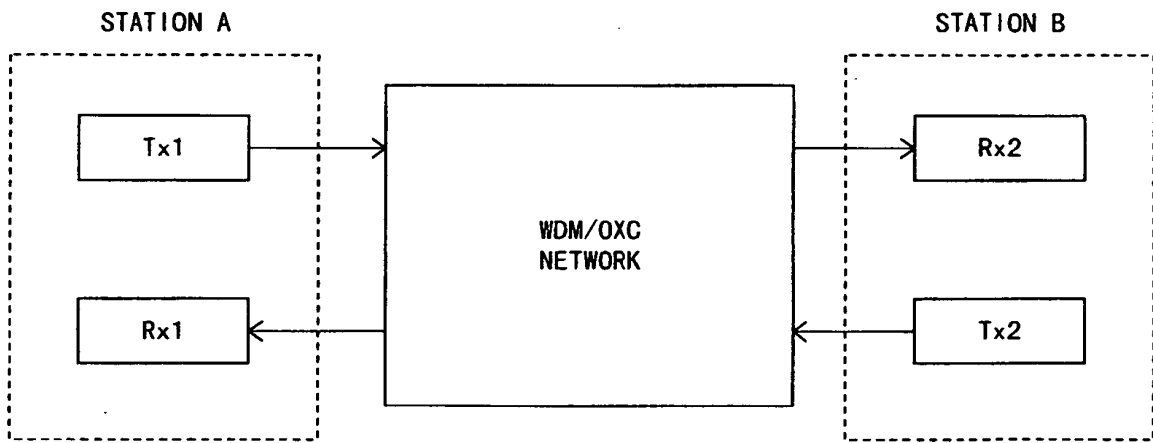 STATION A
STATION B
Tx1
Rx2
WDM/OXC
NETWORK
Rx1
Tx2